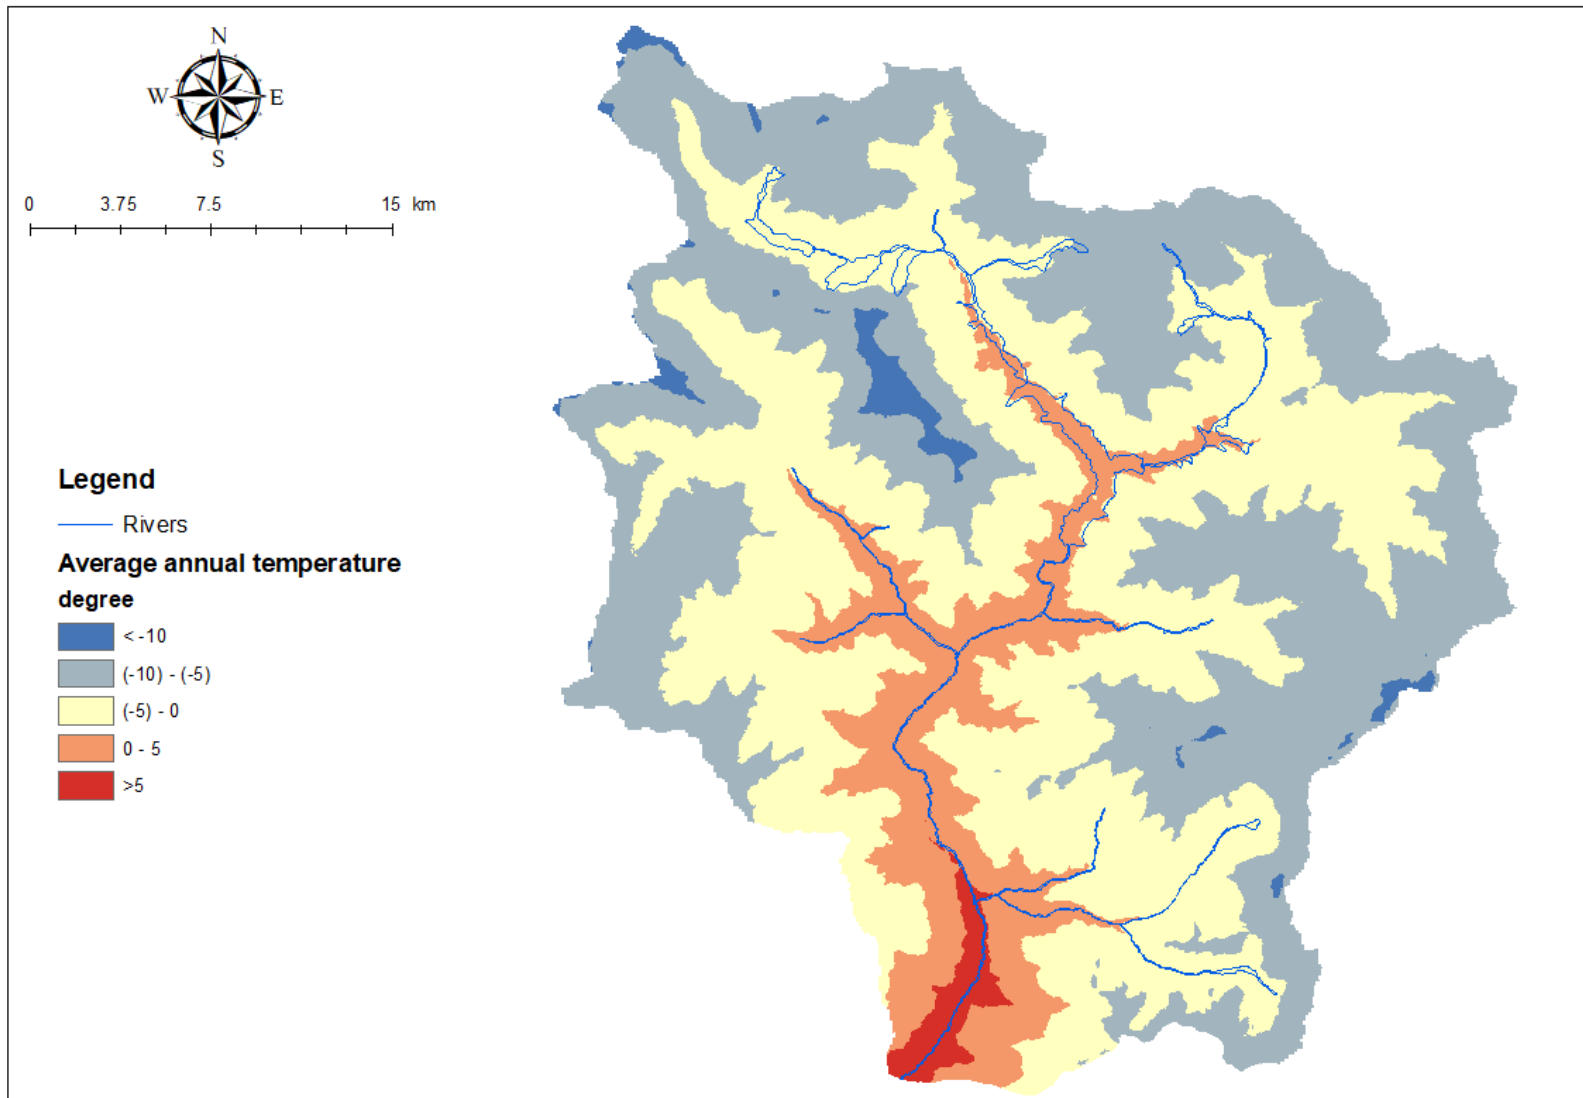 N
W E
S
0 3.75 7.5 15 km
Legend
Rivers
Average annual temperature
degree
< -10
(-10) - (-5)
(-5) - 0
0 - 5
>5